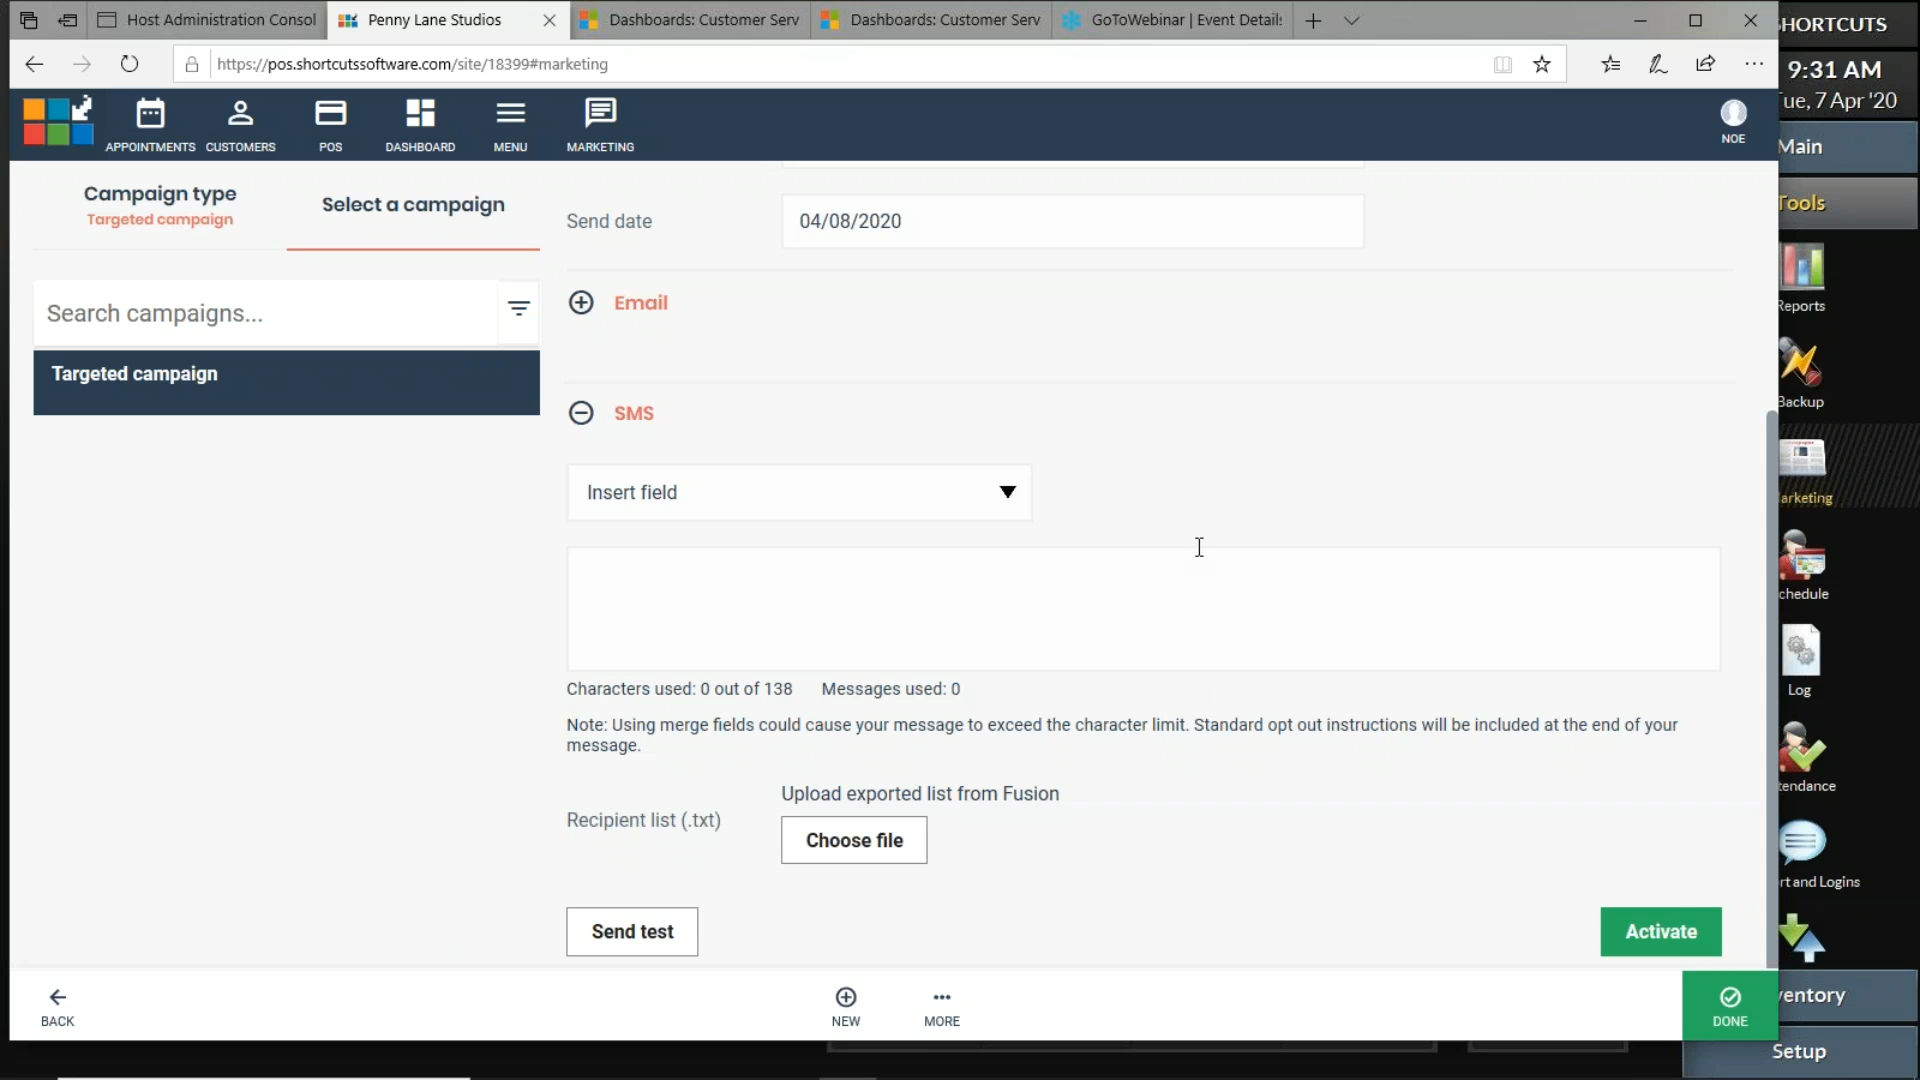 Host Administration Consol
Penny Lane Studios
Dashboards: Customer Serv
Dashboards: Customer Serv
GoToWebinar | Event Details
https://pos.shortcutssoftware.com/site/18399#marketing
APPOINTMENTS
CUSTOMERS
POS
DASHBOARD
MENU
MARKETING
NOE
Campaign type
Targeted campaign
Select a campaign
Search campaigns...
Targeted campaign
Send date
04/08/2020
Email
SMS
Insert field
Characters used: 0 out of 138
Messages used: 0
Note: Using merge fields could cause your message to exceed the character limit. Standard opt out instructions will be included at the end of your
message.
Upload exported list from Fusion
Recipient list (.txt)
Choose file
Send test
Activate
BACK
NEW
MORE
DONE
HORTCUTS
9:31 AM
ue, 7 Apr '20
Main
Tools
Reports
Backup
arketing
chedule
Log
tendance
rt and Logins
ventory
Setup